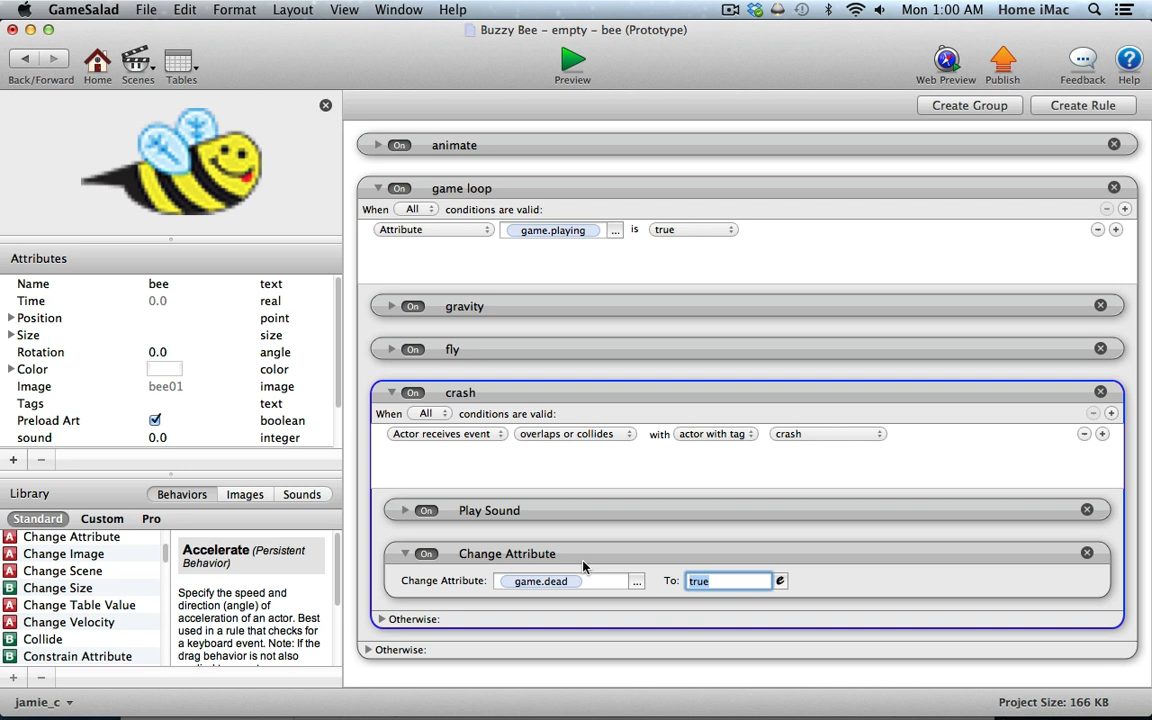 GameSalad File Edit Format Layout View Window Help Mon 1:00 AM Home iMac
Buzzy Bee – empty – bee (Prototype)
Back/Forward Home Scenes Tables Preview Web Preview Publish Feedback Help
Create Group Create Rule
On animate
On game loop
When All conditions are valid:
Attribute game.playing ... is true
On gravity
On fly
On crash
When All conditions are valid:
Actor receives event overlaps or collides with actor with tag crash
On Play Sound
On Change Attribute
Change Attribute: game.dead ... To: true e
Otherwise:
Otherwise:
Attributes
Name bee text
Time 0.0 real
Position point
Size size
Rotation 0.0 angle
Color color
Image bee01 image
Tags text
Preload Art boolean
sound 0.0 integer
Library Behaviors Images Sounds
Standard Custom Pro
A Change Attribute
A Change Image
A Change Scene
B Change Size
A Change Table Value
A Change Velocity
B Collide
B Constrain Attribute
Accelerate (Persistent
Behavior)
Specify the speed and
direction (angle) of
acceleration of an actor. Best
used in a rule that checks for
a keyboard event. Note: If the
drag behavior is not also
jamie_c Project Size: 166 KB